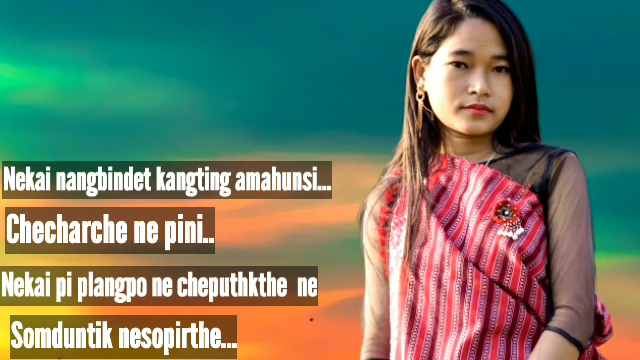 Nekai nangbindet kangting amahunsi...
Checharche ne pini..
Nekai pi plangpo ne cheputhkthe ne
Somduntik nesopirthe...